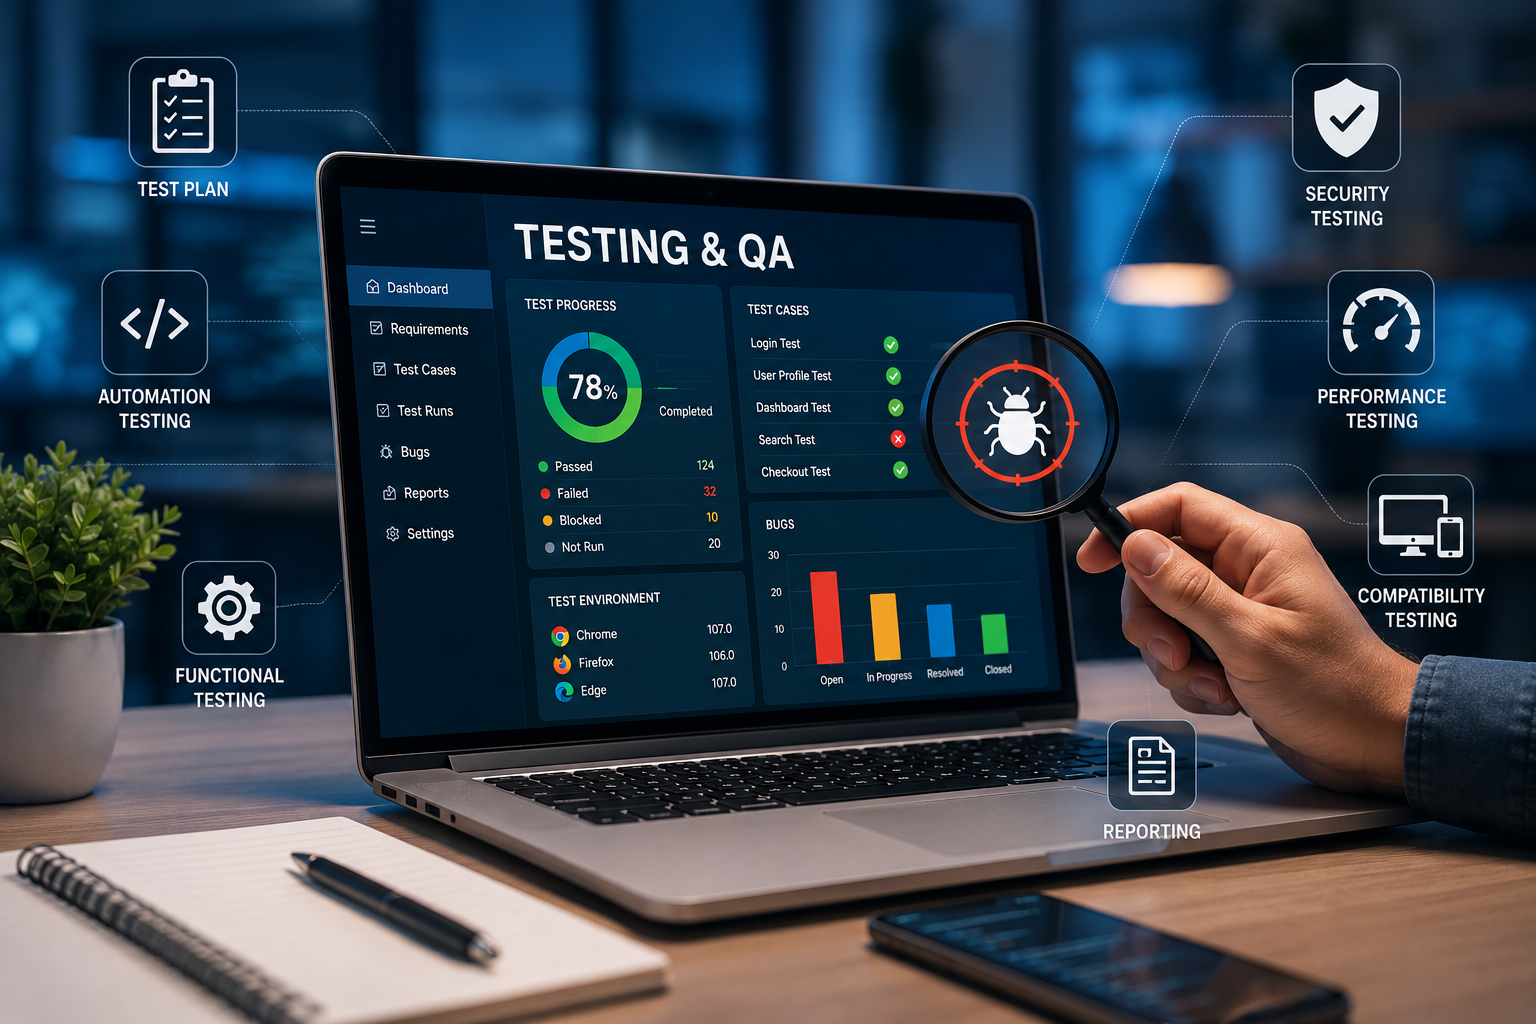 TEST PLAN
AUTOMATION
TESTING
FUNCTIONAL
TESTING
TESTING & QA
Dashboard
Requirements
Test Cases
Test Runs
Bugs
Reports
Settings
TEST PROGRESS
78%
Completed
Passed 124
Failed 32
Blocked 10
Not Run 20
TEST ENVIRONMENT
Chrome 107.0
Firefox 106.0
Edge 107.0
TEST CASES
Login Test
User Profile Test
Dashboard Test
Search Test
Checkout Test
BUGS
30
20
10
0
Open In Progress Resolved Closed
SECURITY
TESTING
PERFORMANCE
TESTING
COMPATIBILITY
TESTING
REPORTING